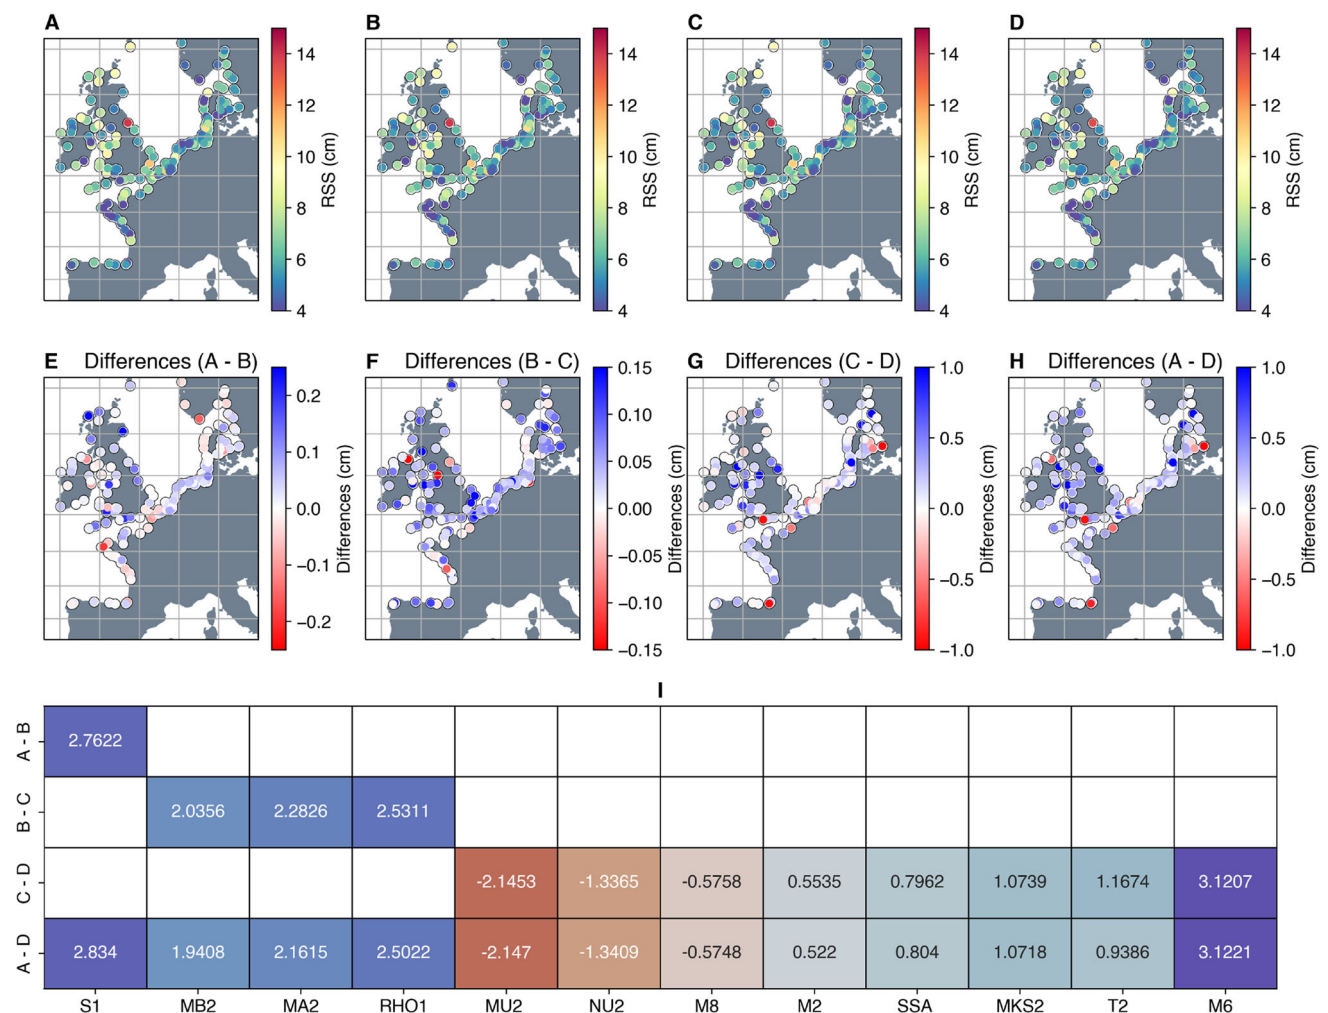 A
B
C
D
14
12
10
8
6
4
RSS (cm)
14
12
10
8
6
4
RSS (cm)
14
12
10
8
6
4
RSS (cm)
14
12
10
8
6
4
RSS (cm)
E Differences (A - B)
F Differences (B - C)
G Differences (C - D)
H Differences (A - D)
0.2
0.1
0.0
−0.1
−0.2
Differences (cm)
0.15
0.10
0.05
0.00
−0.05
−0.10
−0.15
Differences (cm)
1.0
0.5
0.0
−0.5
−1.0
Differences (cm)
1.0
0.5
0.0
−0.5
−1.0
Differences (cm)
I
A - B
2.7622
B - C
2.0356 2.2826 2.5311
C - D
-2.1453 -1.3365 -0.5758 0.5535 0.7962 1.0739 1.1674 3.1207
A - D
2.834 1.9408 2.1615 2.5022 -2.147 -1.3409 -0.5748 0.522 0.804 1.0718 0.9386 3.1221
S1 MB2 MA2 RHO1 MU2 NU2 M8 M2 SSA MKS2 T2 M6